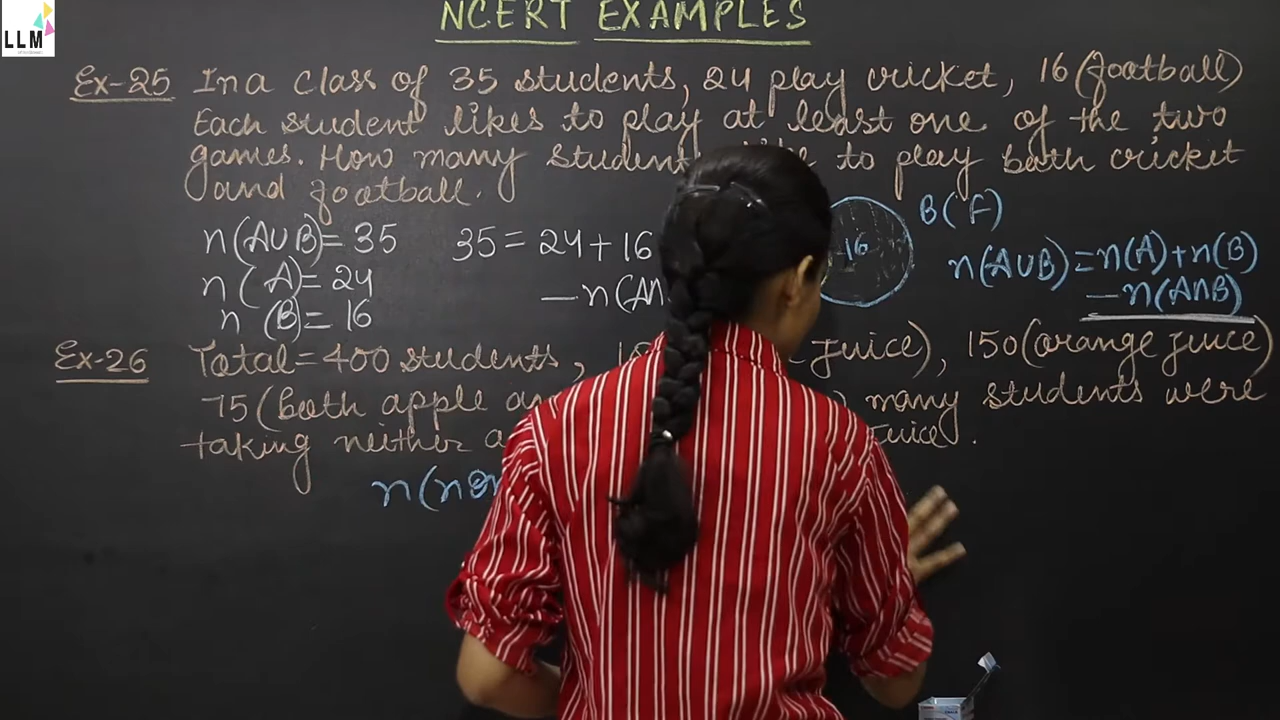 LLM
NCERT EXAMPLES
Ex-25 In a class of 35 students, 24 play cricket, 16 (football)
Each student likes to play at least one of the two
games. How many student to play both cricket
and football.
n(AUB)= 35 35 = 24 + 16 16 B(F)
n(A)= 24 -n(A n(AUB)=n(A)+n(B)
n(B)= 16 -n(A∩B)
Ex-26 Total=400 students, juice), 150(orange juice)
75(both apple many students were
taking neither juice.
n(